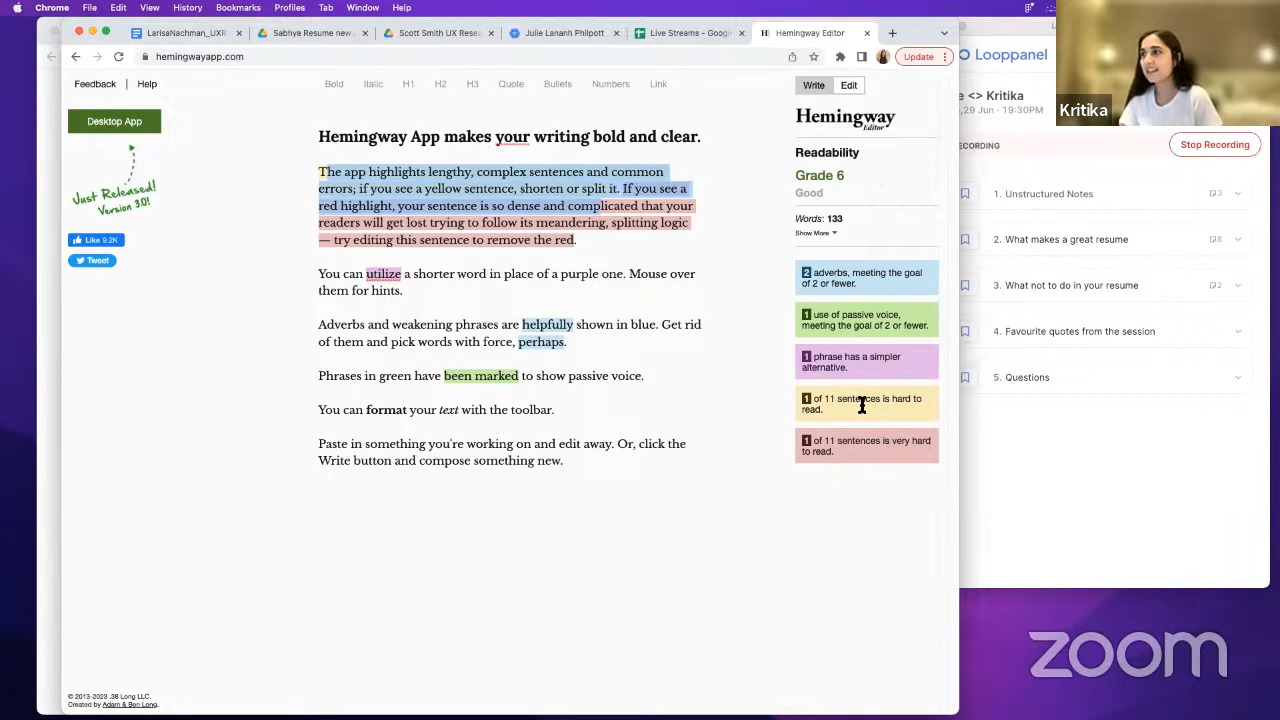 Chrome File Edit View History Bookmarks Profiles Tab Window Help
LarisaNachman_UXR
Sabhya Resume new
Scott Smith UX Resea
Julie Lananh Philpott
Live Streams - Google
Hemingway Editor
hemingwayapp.com
Update
Feedback | Help
Bold Italic H1 H2 H3 Quote Bullets Numbers Link
Write Edit
Desktop App
Just Released!
Version 3.0!
Like 9.2K
Tweet
Hemingway App makes your writing bold and clear.
The app highlights lengthy, complex sentences and common
errors; if you see a yellow sentence, shorten or split it. If you see a
red highlight, your sentence is so dense and complicated that your
readers will get lost trying to follow its meandering, splitting logic
— try editing this sentence to remove the red.
You can utilize a shorter word in place of a purple one. Mouse over
them for hints.
Adverbs and weakening phrases are helpfully shown in blue. Get rid
of them and pick words with force, perhaps.
Phrases in green have been marked to show passive voice.
You can format your text with the toolbar.
Paste in something you're working on and edit away. Or, click the
Write button and compose something new.
Hemingway
Editor
Readability
Grade 6
Good
Words: 133
Show More
2 adverbs, meeting the goal
of 2 or fewer.
1 use of passive voice,
meeting the goal of 2 or fewer.
1 phrase has a simpler
alternative.
1 of 11 sentences is hard to
read.
1 of 11 sentences is very hard
to read.
© 2013-2023 .38 Long LLC.
Created by Adam & Ben Long.
Looppanel
e <> Kritika
,29 Jun · 19:30PM
Kritika
ECORDING
Stop Recording
1. Unstructured Notes 3
2. What makes a great resume 8
3. What not to do in your resume 2
4. Favourite quotes from the session
5. Questions
zoom